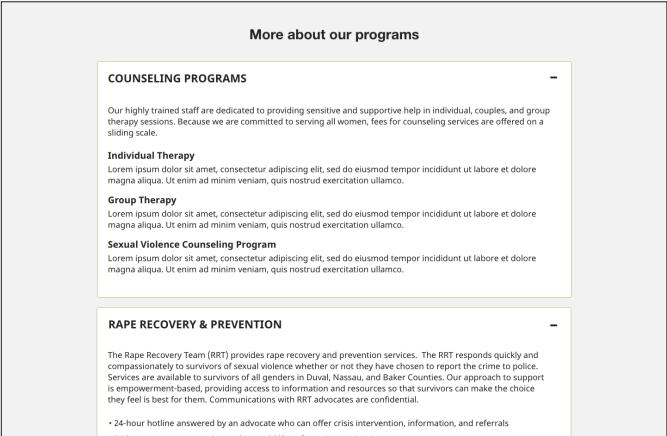 More about our programs
COUNSELING PROGRAMS
Our highly trained staff are dedicated to providing sensitive and supportive help in individual, couples, and group
therapy sessions. Because we are committed to serving all women, fees for counseling services are offered on a
sliding scale.
Individual Therapy
Lorem ipsum dolor sit amet, consectetur adipiscing elit, sed do eiusmod tempor incididunt ut labore et dolore
magna aliqua. Ut enim ad minim veniam, quis nostrud exercitation ullamco.
Group Therapy
Lorem ipsum dolor sit amet, consectetur adipiscing elit, sed do eiusmod tempor incididunt ut labore et dolore
magna aliqua. Ut enim ad minim veniam, quis nostrud exercitation ullamco.
Sexual Violence Counseling Program
Lorem ipsum dolor sit amet, consectetur adipiscing elit, sed do eiusmod tempor incididunt ut labore et dolore
magna aliqua. Ut enim ad minim veniam, quis nostrud exercitation ullamco.
RAPE RECOVERY & PREVENTION
The Rape Recovery Team (RRT) provides rape recovery and prevention services. The RRT responds quickly and
compassionately to survivors of sexual violence whether or not they have chosen to report the crime to police.
Services are available to survivors of all genders in Duval, Nassau, and Baker Counties. Our approach to support
is empowerment-based, providing access to information and resources so that survivors can make the choice
they feel is best for them. Communications with RRT advocates are confidential.
• 24-hour hotline answered by an advocate who can offer crisis intervention, information, and referrals